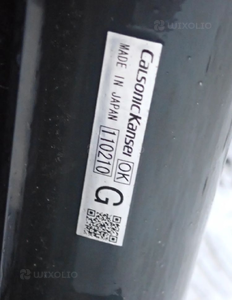 CalsonicKansei OK
MADE IN JAPAN 110210
G